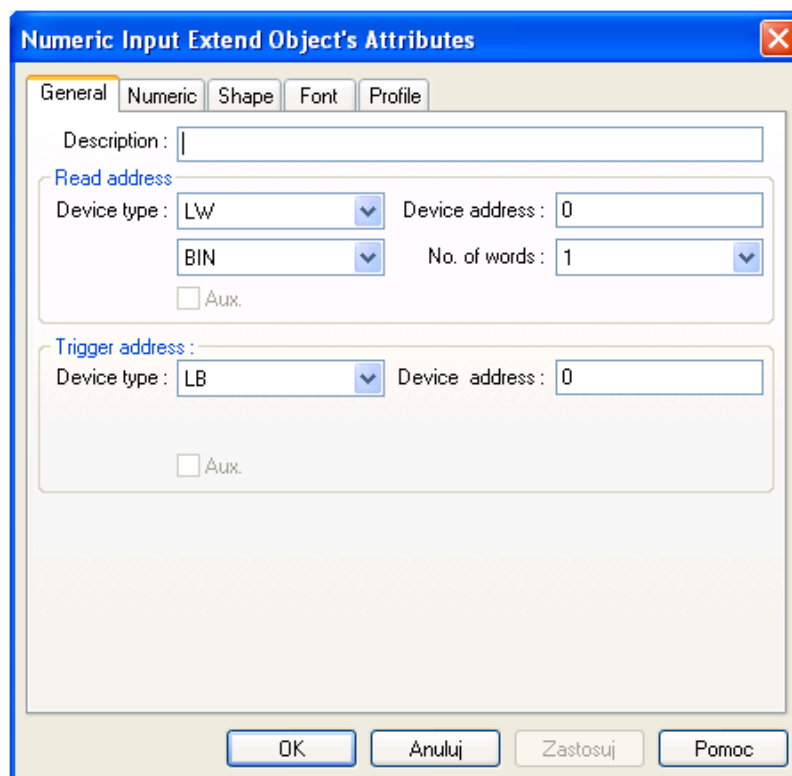 Numeric Input Extend Object's Attributes
General Numeric Shape Font Profile
Description :
Read address
Device type : LW Device address : 0
BIN No. of words : 1
Aux.
Trigger address :
Device type : LB Device address : 0
Aux.
OK Anuluj Zastosuj Pomoc